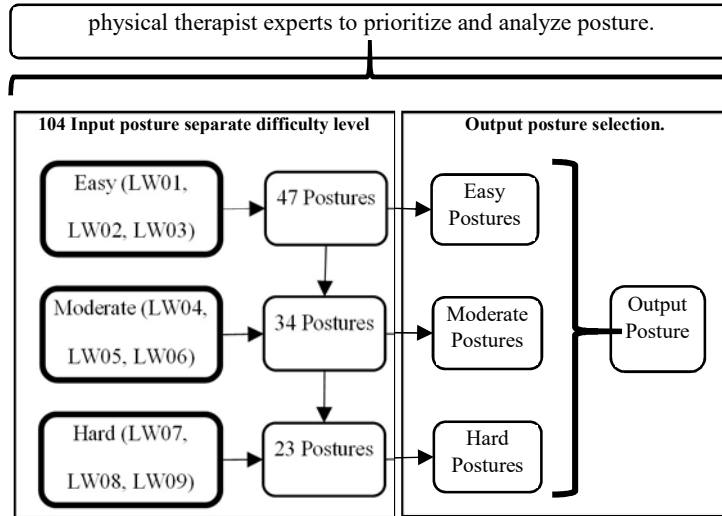 physical therapist experts to prioritize and analyze posture.
104 Input posture separate difficulty level
Output posture selection.
Easy (LW01,
LW02, LW03)
47 Postures
Easy
Postures
Moderate (LW04,
LW05, LW06)
34 Postures
Moderate
Postures
Output
Posture
Hard (LW07,
LW08, LW09)
23 Postures
Hard
Postures